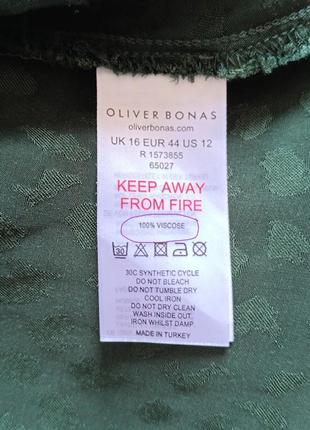 OLIVER BONAS
oliverbonas.com
UK 16 EUR 44 US 12
R 1573855
65027
KEEP AWAY
FROM FIRE
100% VISCOSE
30
30C SYNTHETIC CYCLE
DO NOT BLEACH
DO NOT TUMBLE DRY
COOL IRON
DO NOT DRY CLEAN
WASH INSIDE OUT.
IRON WHILST DAMP
MADE IN TURKEY